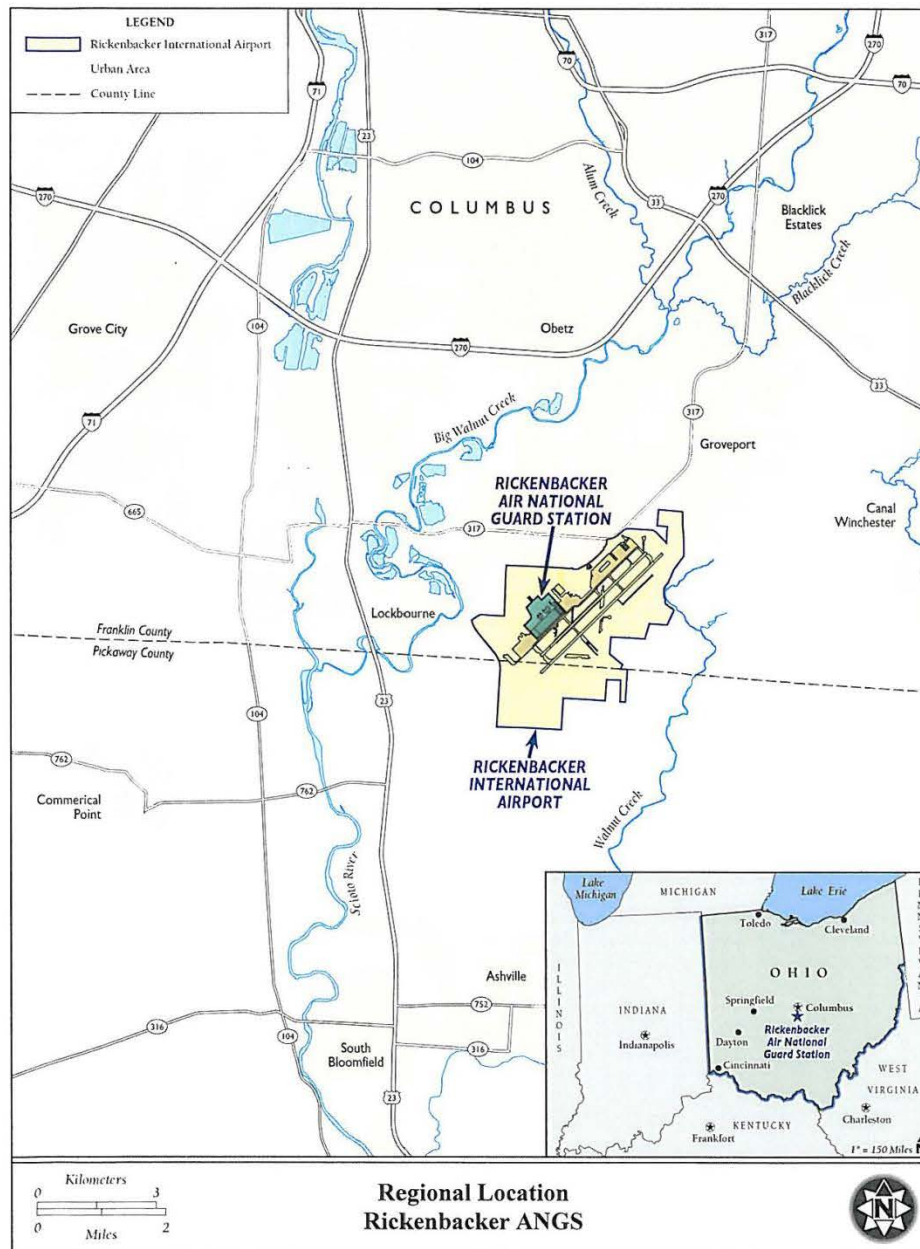 LEGEND
Rickenbacker International Airport
Urban Area
County Line
317
270
70
70
71
23
104
270
COLUMBUS
Alum Creek
33
270
Blacklick
Estates
Blacklick Creek
Grove City
104
270
Obetz
33
71
Big Walnut Creek
317
Groveport
RICKENBACKER
AIR NATIONAL
GUARD STATION
Canal
Winchester
665
317
Lockbourne
Franklin County
Pickaway County
23
104
762
762
Commerical
Point
RICKENBACKER
INTERNATIONAL
AIRPORT
Walnut Creek
Scioto River
Ashville
752
316
104
316
South
Bloomfield
23
Lake
Michigan
MICHIGAN
Lake Erie
Toledo
Cleveland
ILLINOIS
OHIO
INDIANA
Springfield
Columbus
Indianapolis
Dayton
Rickenbacker
Air National
Guard Station
Cincinnati
WEST
VIRGINIA
KENTUCKY
Charleston
Frankfort
1" = 150 Miles
Kilometers
0 3
0 2
Miles
Regional Location
Rickenbacker ANGS
N